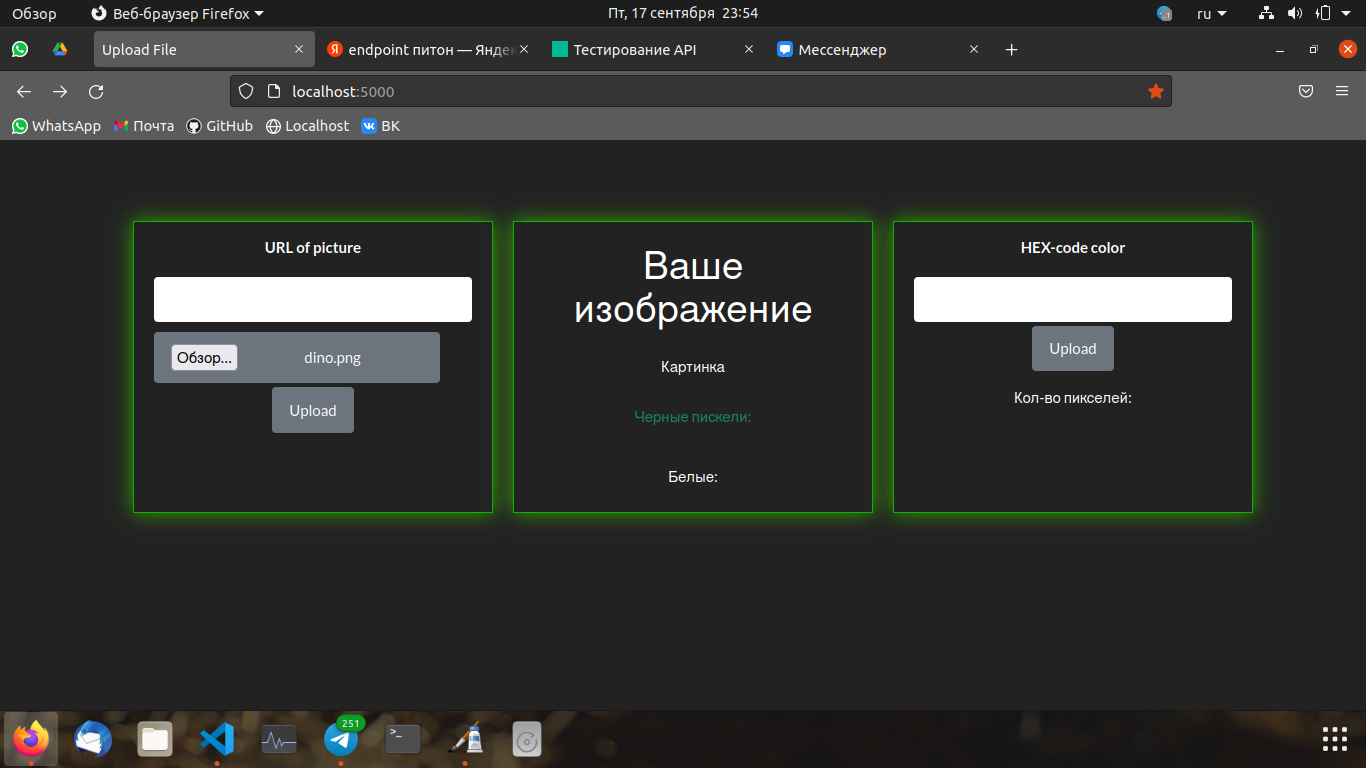 Обзор Веб-браузер Firefox Пт, 17 сентября 23:54 ru
Upload File endpoint питон — Яндек Тестирование API Мессенджер
localhost:5000
WhatsApp Почта GitHub Localhost ВК
URL of picture
Обзор... dino.png
Upload
Ваше
изображение
Картинка
Черные пискели:
Белые:
HEX-code color
Upload
Кол-во пикселей:
251